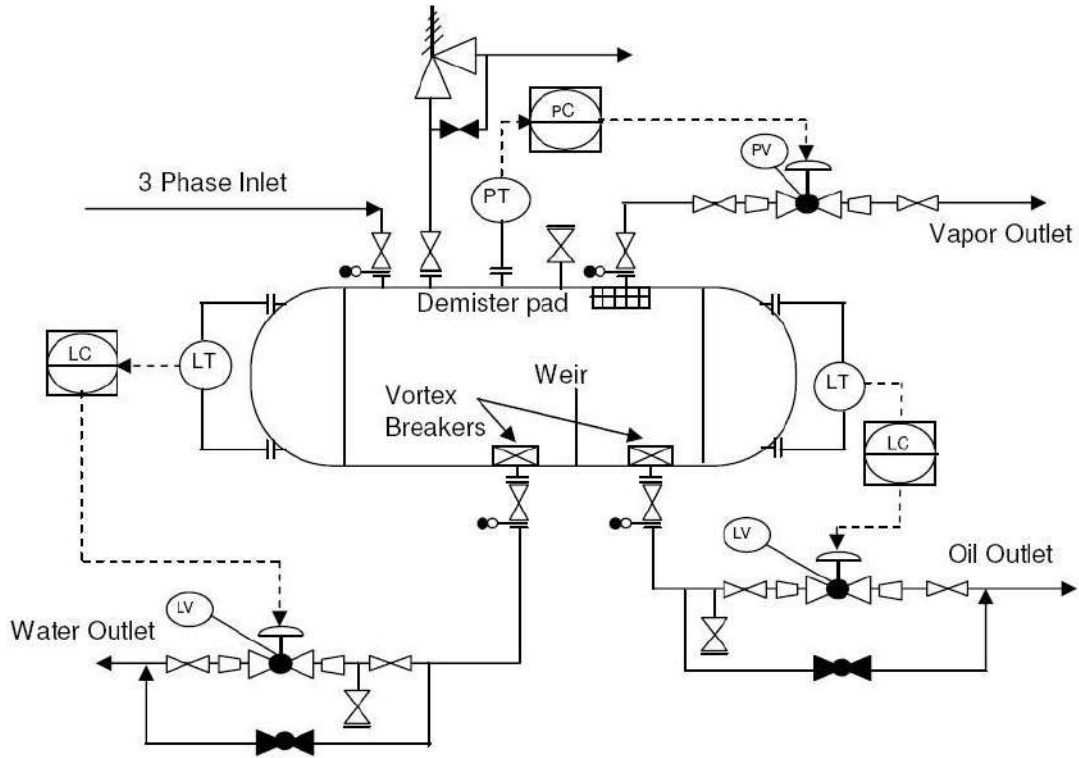 PC
PV
3 Phase Inlet
PT
Vapor Outlet
Demister pad
LC
LT
Weir
LT
Vortex
Breakers
LC
LV
Oil Outlet
LV
Water Outlet